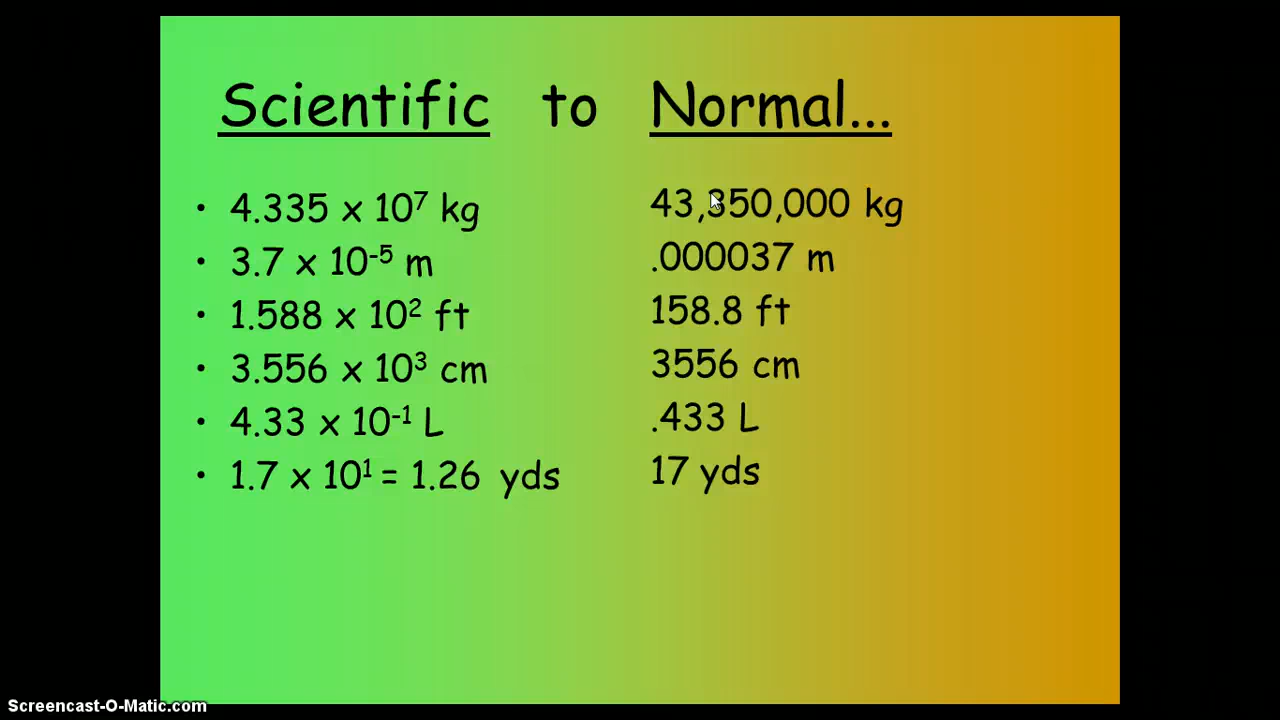 Scientific to Normal...
• 4.335 x 10⁷ kg 43,350,000 kg
• 3.7 x 10⁻⁵ m .000037 m
• 1.588 x 10² ft 158.8 ft
• 3.556 x 10³ cm 3556 cm
• 4.33 x 10⁻¹ L .433 L
• 1.7 x 10¹ = 1.26 yds 17 yds
Screencast-O-Matic.com